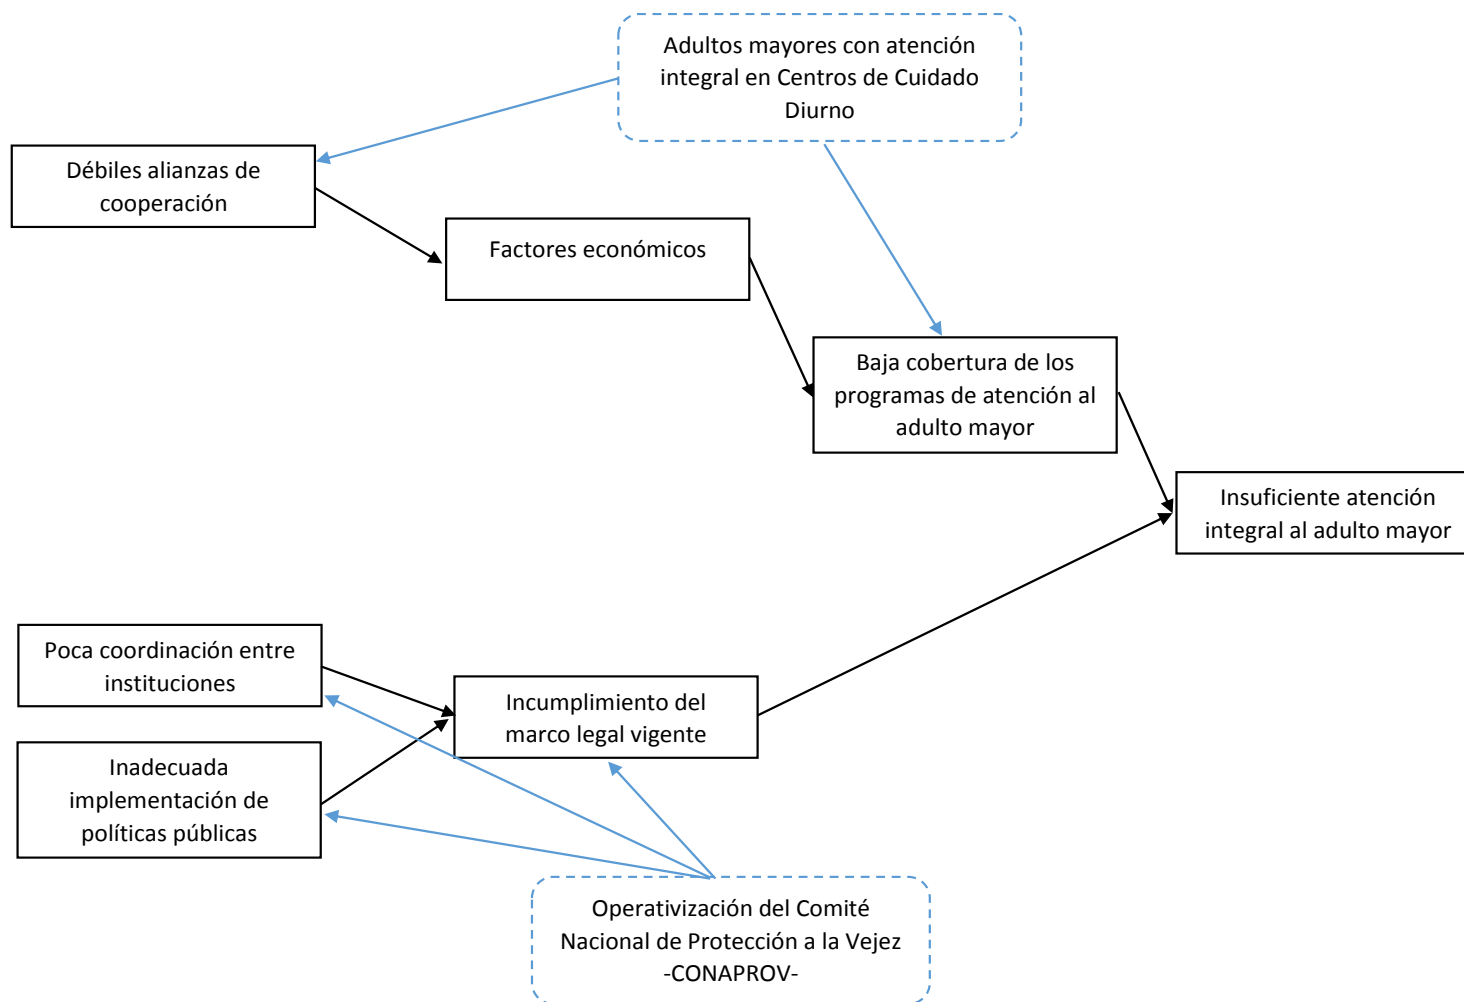 Adultos mayores con atención
integral en Centros de Cuidado
Diurno
Débiles alianzas de
cooperación
Factores económicos
Baja cobertura de los
programas de atención al
adulto mayor
Insuficiente atención
integral al adulto mayor
Poca coordinación entre
instituciones
Incumplimiento del
marco legal vigente
Inadecuada
implementación de
políticas públicas
Operativización del Comité
Nacional de Protección a la Vejez
-CONAPROV-